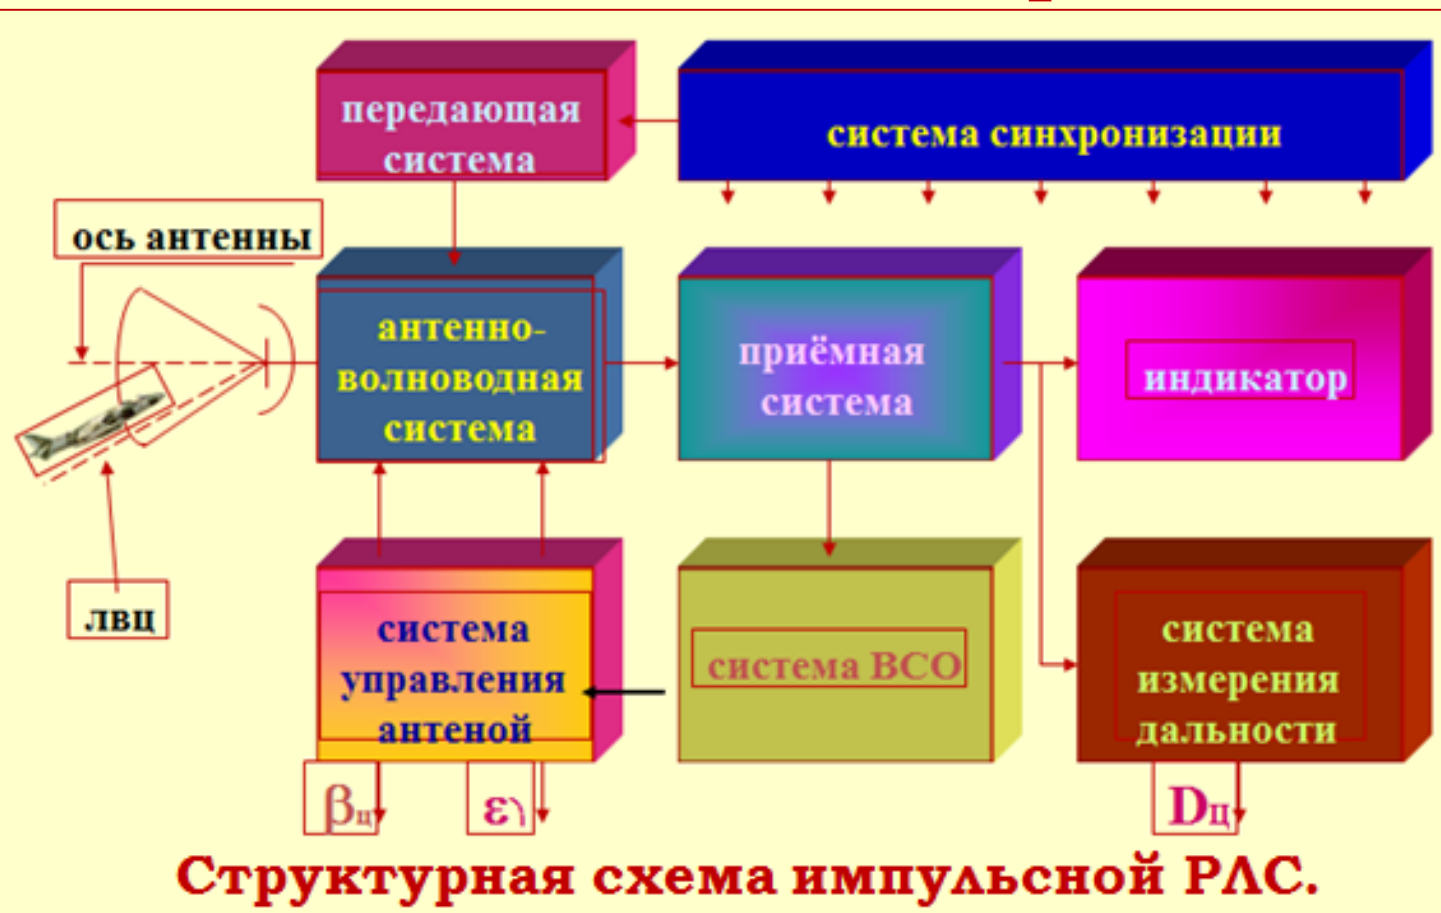 передающая
система
система синхронизации
ось антенны
антенно-
волноводная
система
приёмная
система
индикатор
лвц
система
управления
антеной
система ВСО
система
измерения
дальности
βц
ε
Dц
Структурная схема импульсной РЛС.